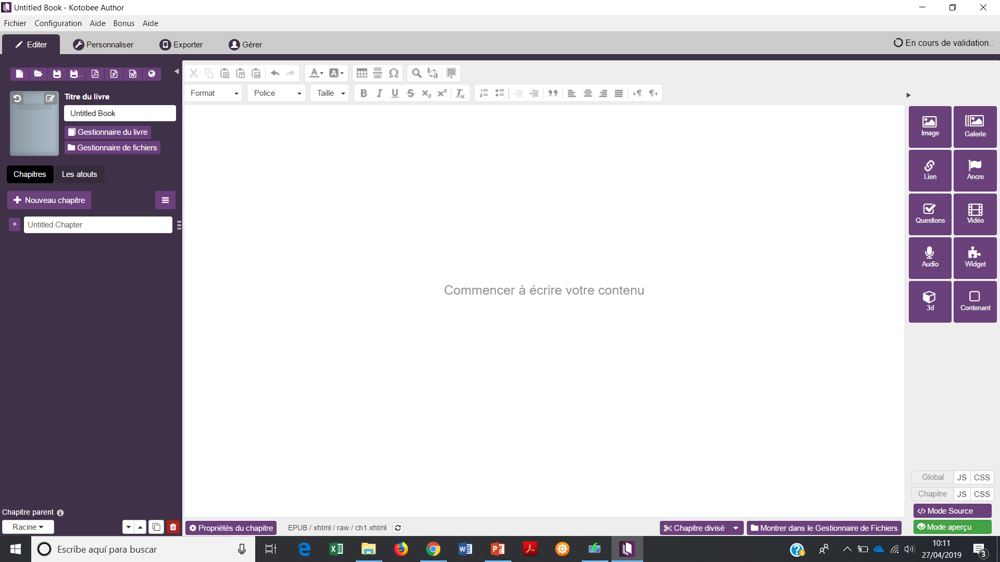 Untitled Book - Kotobee Author
Fichier Configuration Aide Bonus Aide
Editer Personnaliser Exporter Gérer En cours de validation..
Format Police Taille
Titre du livre
Untitled Book
Gestionnaire du livre
Gestionnaire de fichiers
Chapitres Les atouts
Nouveau chapitre
Untitled Chapter
Commencer à écrire votre contenu
Image Galerie
Lien Ancre
Questions Vidéo
Audio Widget
3d Contenant
Global JS CSS
Chapitre JS CSS
Mode Source
Mode aperçu
Chapitre parent
Racine
Propriétés du chapitre EPUB / xhtml / raw / ch1.xhtml Chapitre divisé Montrer dans le Gestionnaire de Fichiers
Escribe aquí para buscar
10:11
27/04/2019
3